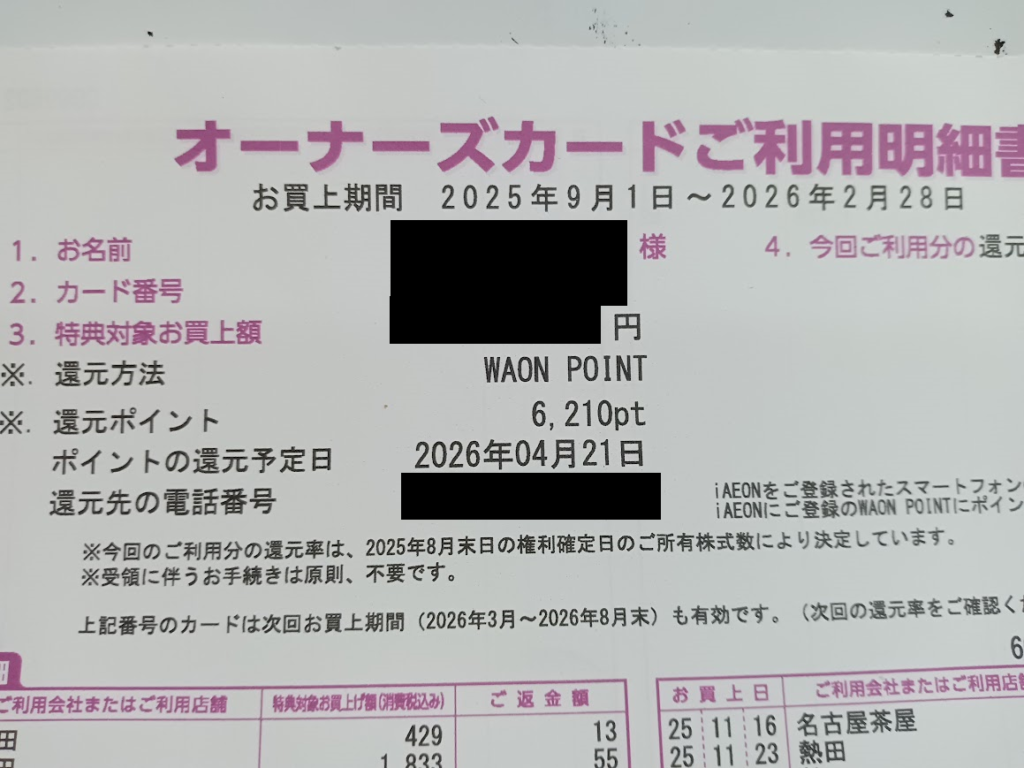 オーナーズカードご利用明細書
お買上期間 2025年9月1日～2026年2月28日
1. お名前 様
4. 今回ご利用分の還元
2. カード番号
3. 特典対象お買上額 円
※. 還元方法 WAON POINT
※. 還元ポイント 6,210pt
ポイントの還元予定日 2026年04月21日
還元先の電話番号
iAEONをご登録されたスマートフォン
iAEONにご登録のWAON POINTにポイン
※今回のご利用分の還元率は、2025年8月末日の権利確定日のご所有株式数により決定しています。
※受領に伴うお手続きは原則、不要です。
上記番号のカードは次回お買上期間（2026年3月～2026年8月末）も有効です。（次回の還元率をご確認くだ
ご利用会社またはご利用店舗 特典対象お買上げ額(消費税込み) ご返金額
お買上日 ご利用会社またはご利用店舗
田 429 13
25 11 16 名古屋茶屋
1,833 55
25 11 23 熱田